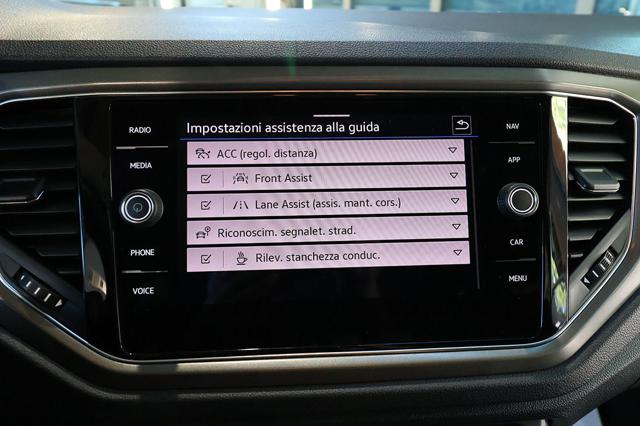 RADIO
MEDIA
PHONE
VOICE
Impostazioni assistenza alla guida
ACC (regol. distanza)
Front Assist
Lane Assist (assis. mant. cors.)
Riconoscim. segnalet. strad.
Rilev. stanchezza conduc.
NAV
APP
CAR
MENU